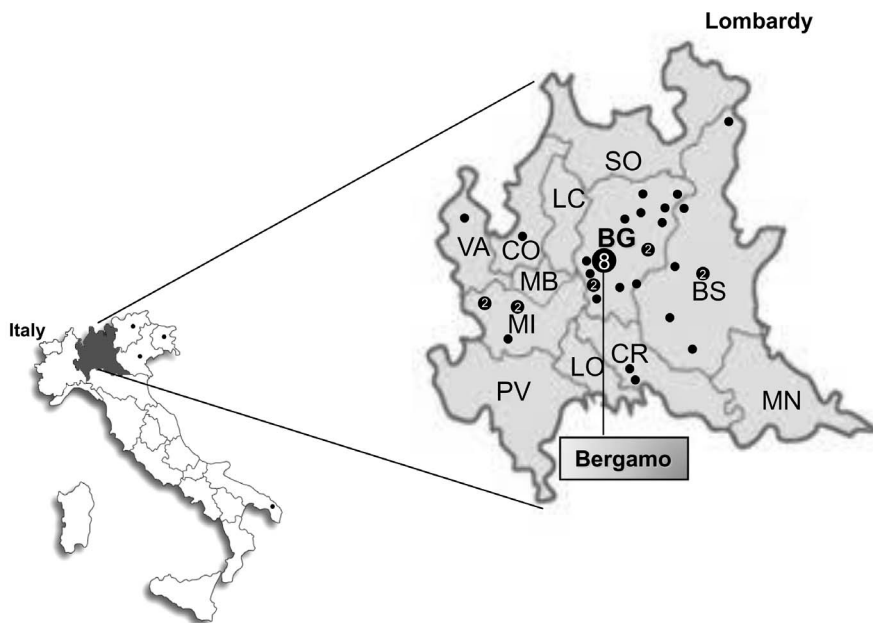 Lombardy
SO
LC
BG
VA
CO
8
2
MB
2
BS
2
2
2
MI
Italy
LO
CR
PV
MN
Bergamo